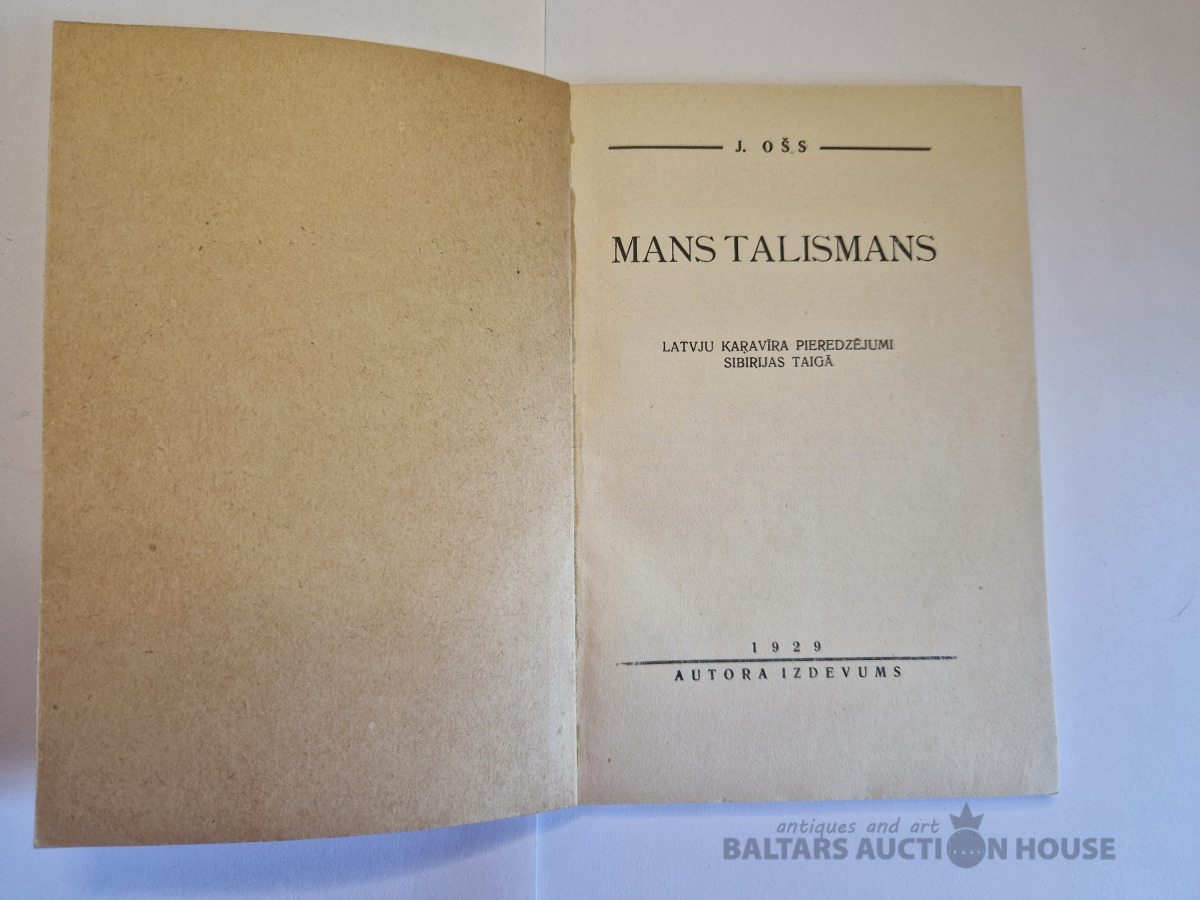 J. OŠS
MANS TALISMANS
LATVJU KAŖAVĪRA PIEREDZĒJUMI
SIBIRIJAS TAIGĀ
1929
AUTORA IZDEVUMS
antiques and art
BALTARS AUCTION HOUSE